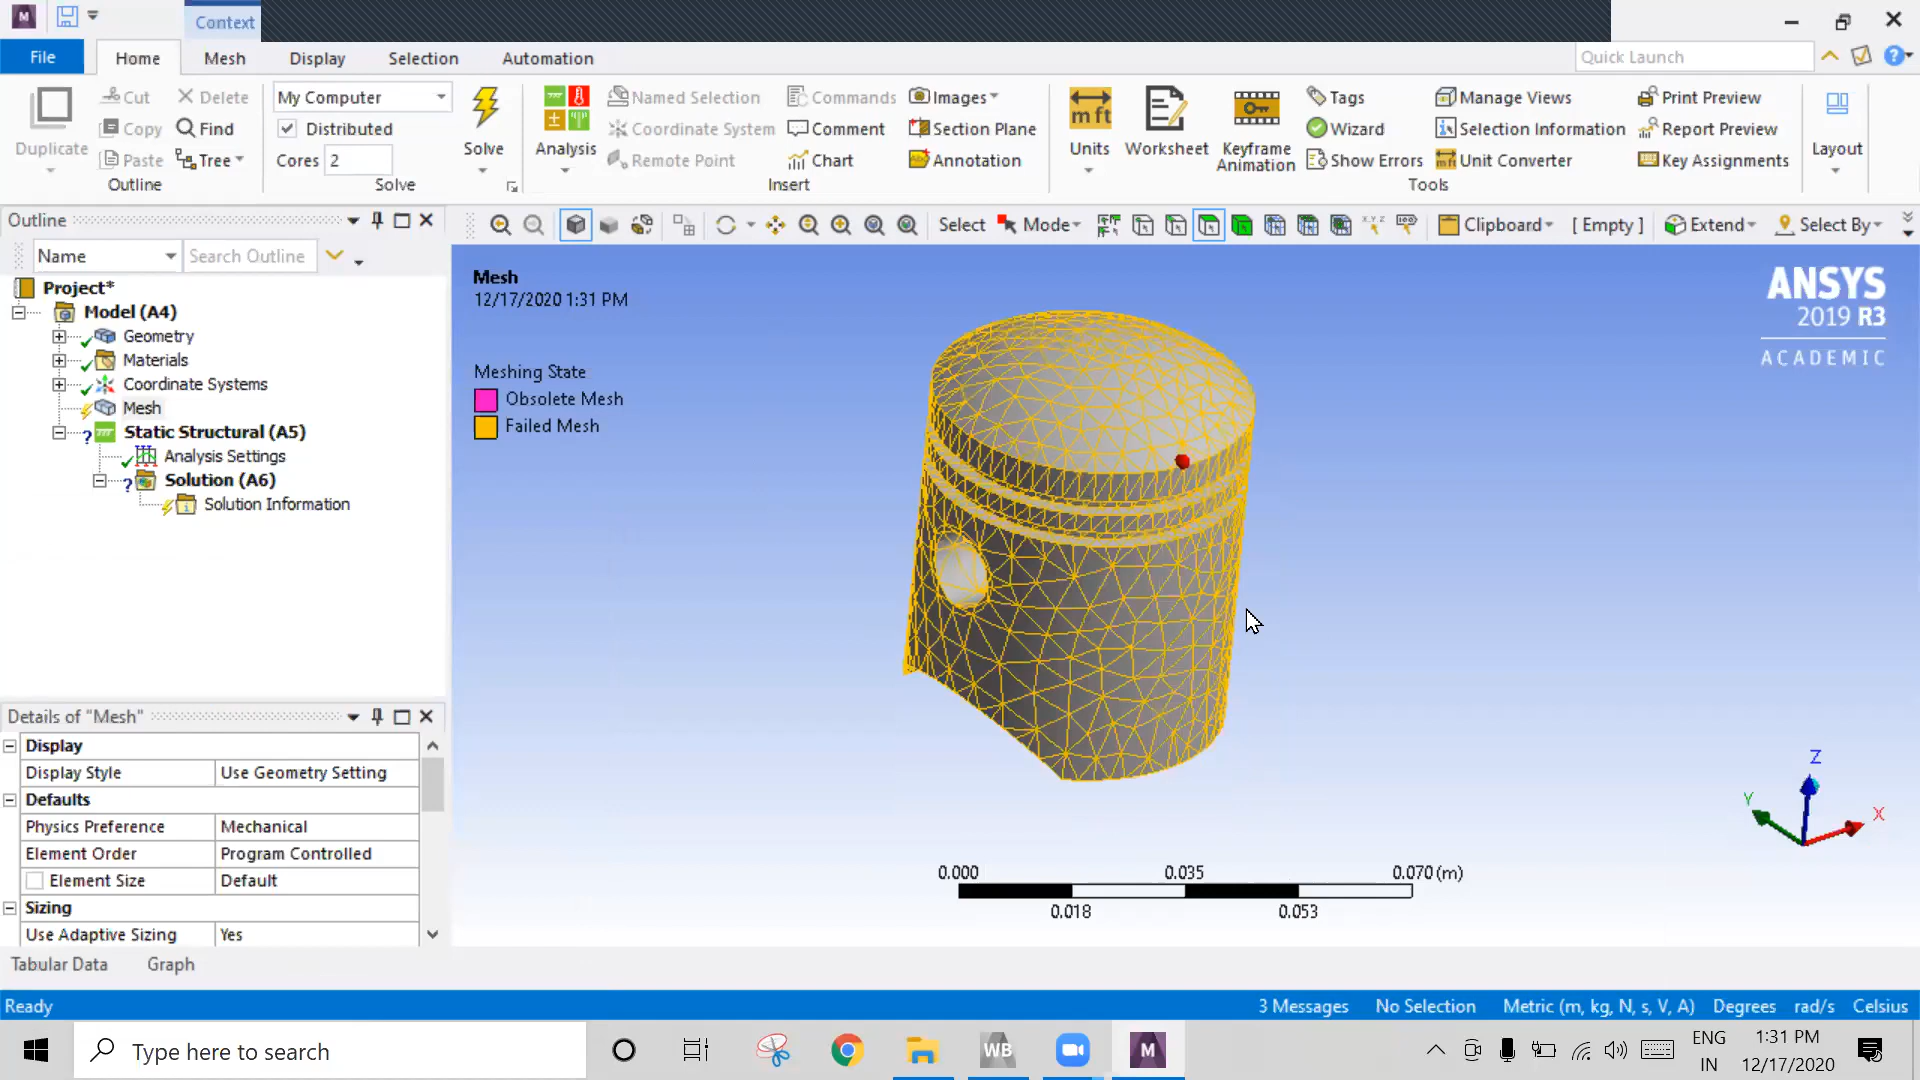 M
Context
File
Home
Mesh
Display
Selection
Automation
Quick Launch
Duplicate
Cut
Delete
Copy
Find
Paste
Tree
Outline
My Computer
Distributed
Cores 2
Solve
Solve
Analysis
Named Selection
Coordinate System
Remote Point
Commands
Comment
Chart
Images
Section Plane
Annotation
Insert
mft
Units
Worksheet
Keyframe
Animation
Tags
Wizard
Show Errors
Manage Views
Selection Information
Unit Converter
Print Preview
Report Preview
Key Assignments
Tools
Layout
Outline
Name
Search Outline
Select
Mode
Clipboard
[ Empty ]
Extend
Select By
Project*
Model (A4)
Geometry
Materials
Coordinate Systems
Mesh
Static Structural (A5)
Analysis Settings
Solution (A6)
Solution Information
Mesh
12/17/2020 1:31 PM
Meshing State
Obsolete Mesh
Failed Mesh
ANSYS
2019 R3
ACADEMIC
Details of "Mesh"
Display
Display Style Use Geometry Setting
Defaults
Physics Preference Mechanical
Element Order Program Controlled
Element Size Default
Sizing
Use Adaptive Sizing Yes
Z
Y
X
0.000 0.035 0.070 (m)
0.018 0.053
Tabular Data
Graph
Ready
3 Messages
No Selection
Metric (m, kg, N, s, V, A)
Degrees
rad/s
Celsius
Type here to search
WB
M
ENG
IN
1:31 PM
12/17/2020